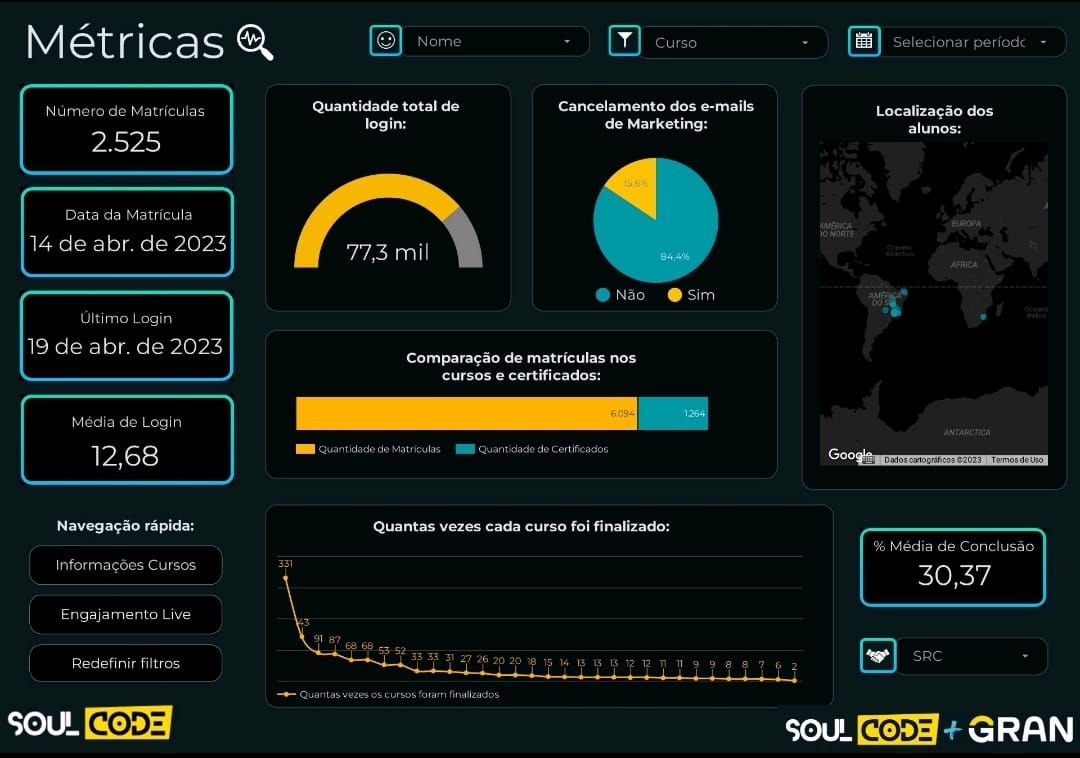 Métricas
Nome
Curso
Selecionar período
Número de Matrículas
2.525
Data da Matrícula
14 de abr. de 2023
Último Login
19 de abr. de 2023
Média de Login
12,68
Navegação rápida:
Informações Cursos
Engajamento Live
Redefinir filtros
Quantidade total de
login:
77,3 mil
Cancelamento dos e-mails
de Marketing:
15,6%
84,4%
Não
Sim
Localização dos
alunos:
AMÉRICA
DO NORTE
EUROPA
Oceano
Atlântico
ÁFRICA
AMÉRICA
Oceano
Índico
ANTARCTICA
Google
Dados cartográficos ©2023
Termos de Uso
Comparação de matrículas nos
cursos e certificados:
6.094
1.264
Quantidade de Matrículas
Quantidade de Certificados
Quantas vezes cada curso foi finalizado:
331
43
91 87 68 68 53 52 33 33 31 27 26 20 20 18 15 14 13 13 13 12 12 11 11 9 9 8 8 7 6 2
Quantas vezes os cursos foram finalizados
% Média de Conclusão
30,37
SRC
SOUL CODE
SOUL CODE + GRAN